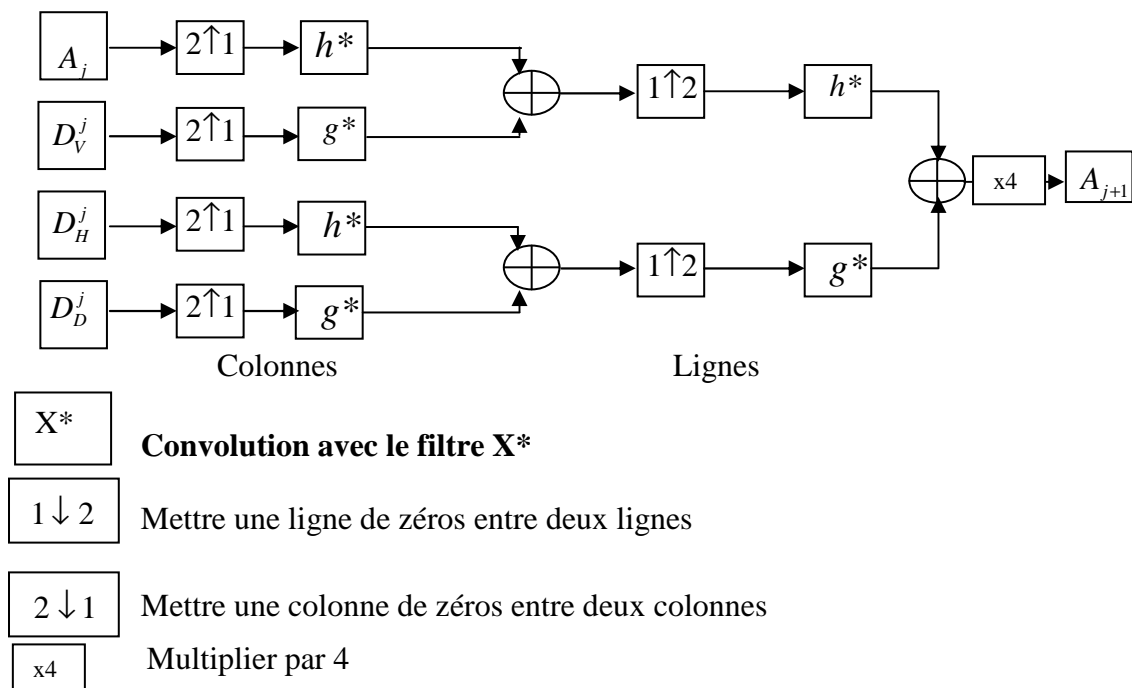 A_j 2↑1 h*
1↑2 h*
D_V^j 2↑1 g*
x4 A_{j+1}
D_H^j 2↑1 h*
1↑2 g*
D_D^j 2↑1 g*
Colonnes Lignes
X* Convolution avec le filtre X*
1↓2 Mettre une ligne de zéros entre deux lignes
2↓1 Mettre une colonne de zéros entre deux colonnes
x4 Multiplier par 4